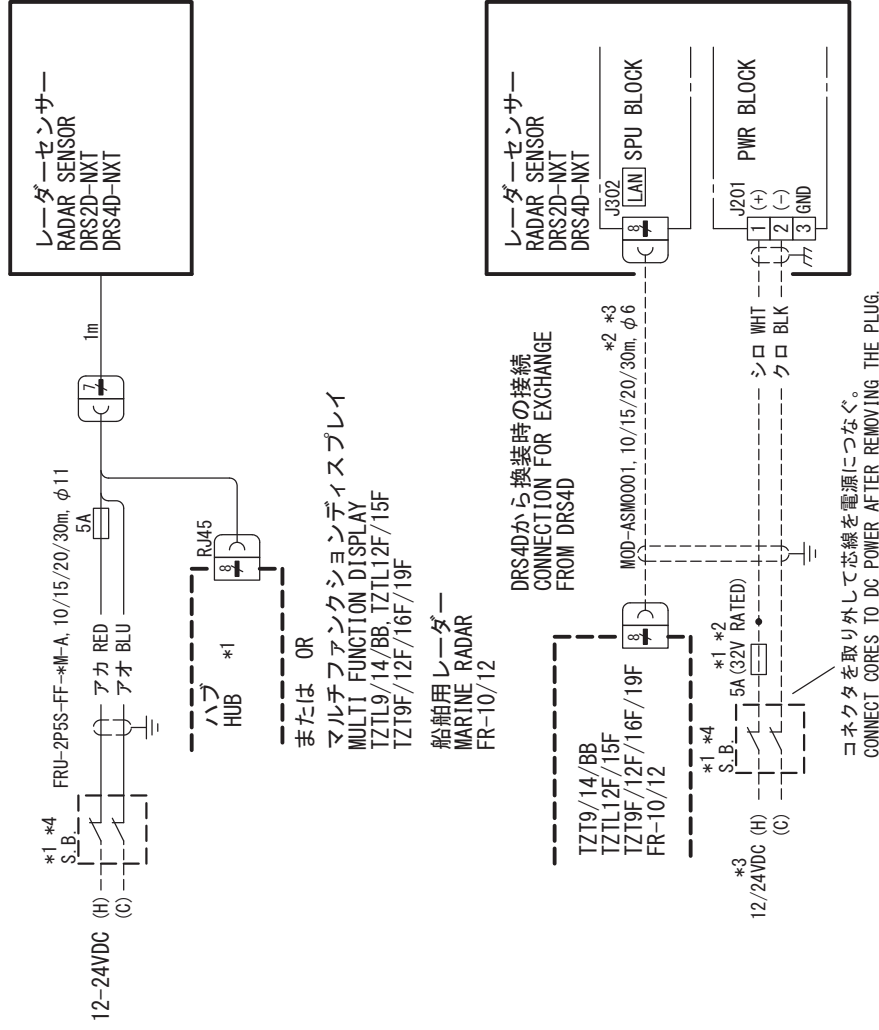 レーダーセンサー
RADAR SENSOR
DRS2D-NXT
DRS4D-NXT
1m
7
FRU-2P5S-FF-*M-A, 10/15/20/30m, φ11
5A
アカ RED
アオ BLU
*1 *4
S.B.
12-24VDC (H)
(C)
RJ45
8
ハブ
HUB *1
または OR
マルチファンクションディスプレイ
MULTI FUNCTION DISPLAY
TZTL9/14/BB, TZTL12F/15F
TZT9F/12F/16F/19F
船舶用レーダー
MARINE RADAR
FR-10/12
レーダーセンサー
RADAR SENSOR
DRS2D-NXT
DRS4D-NXT
J302
LAN SPU BLOCK
8
J201
PWR BLOCK
1 (+)
2 (-)
3 GND
DRS4Dから換装時の接続
CONNECTION FOR EXCHANGE
FROM DRS4D
*2 *3
MOD-ASM0001, 10/15/20/30m, φ6
8
シロ WHT
クロ BLK
TZT9/14/BB
TZTL12F/15F
TZT9F/12F/16F/19F
FR-10/12
*1 *2
5A (32V RATED)
*1 *4
S.B.
*3
12/24VDC (H)
(C)
コネクタを取り外して芯線を電源につなぐ。
CONNECT CORES TO DC POWER AFTER REMOVING THE PLUG.